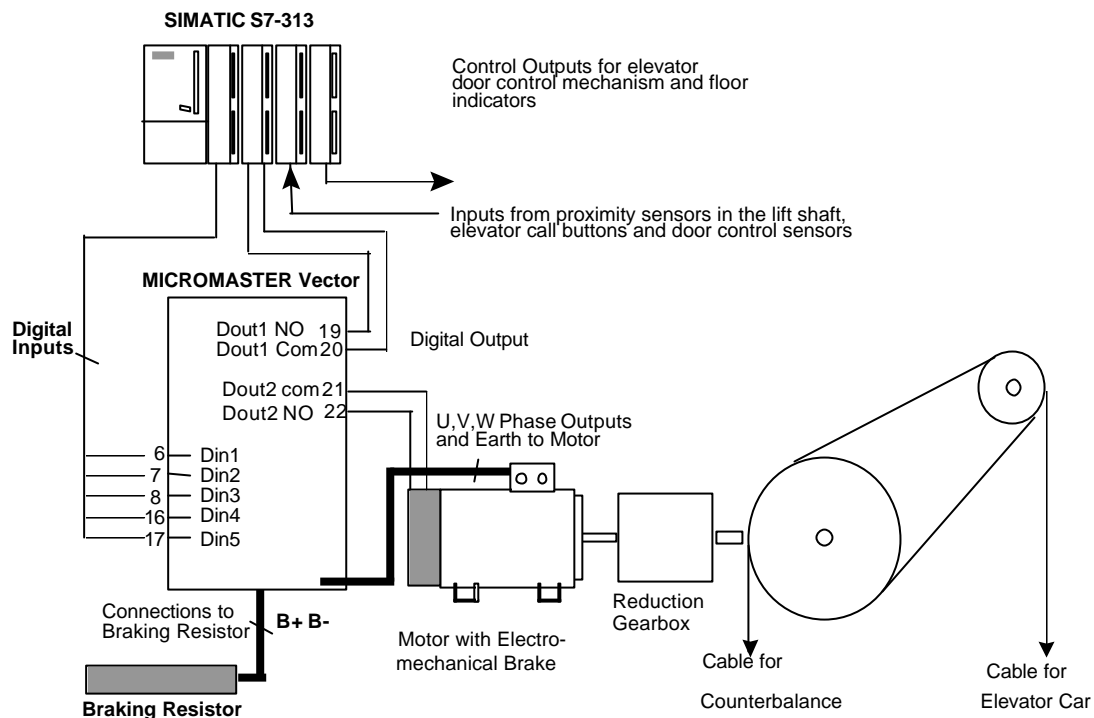 SIMATIC S7-313
Control Outputs for elevator
door control mechanism and floor
indicators
Inputs from proximity sensors in the lift shaft,
elevator call buttons and door control sensors
MICROMASTER Vector
Digital
Inputs
Dout1 NO 19
Dout1 Com 20
Digital Output
Dout2 com 21
Dout2 NO 22
U,V,W Phase Outputs
and Earth to Motor
6 Din1
7 Din2
8 Din3
16 Din4
17 Din5
Connections to
Braking Resistor
B+ B-
Braking Resistor
Motor with Electro-
mechanical Brake
Reduction
Gearbox
Cable for
Counterbalance
Cable for
Elevator Car